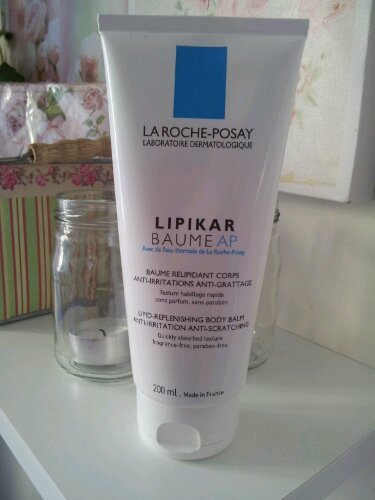 LA ROCHE-POSAY
LABORATOIRE DERMATOLOGIQUE
LIPIKAR
BAUME AP
Avec de l'eau thermale de La Roche-Posay
BAUME RELIPIDANT CORPS
ANTI-IRRITATIONS ANTI-GRATTAGE
Texture habillage rapide
sans parfum, sans paraben
LIPID-REPLENISHING BODY BALM
ANTI-IRRITATION ANTI-SCRATCHING
Quickly absorbed texture
fragrance-free, paraben-free.
200 ml . Made in France